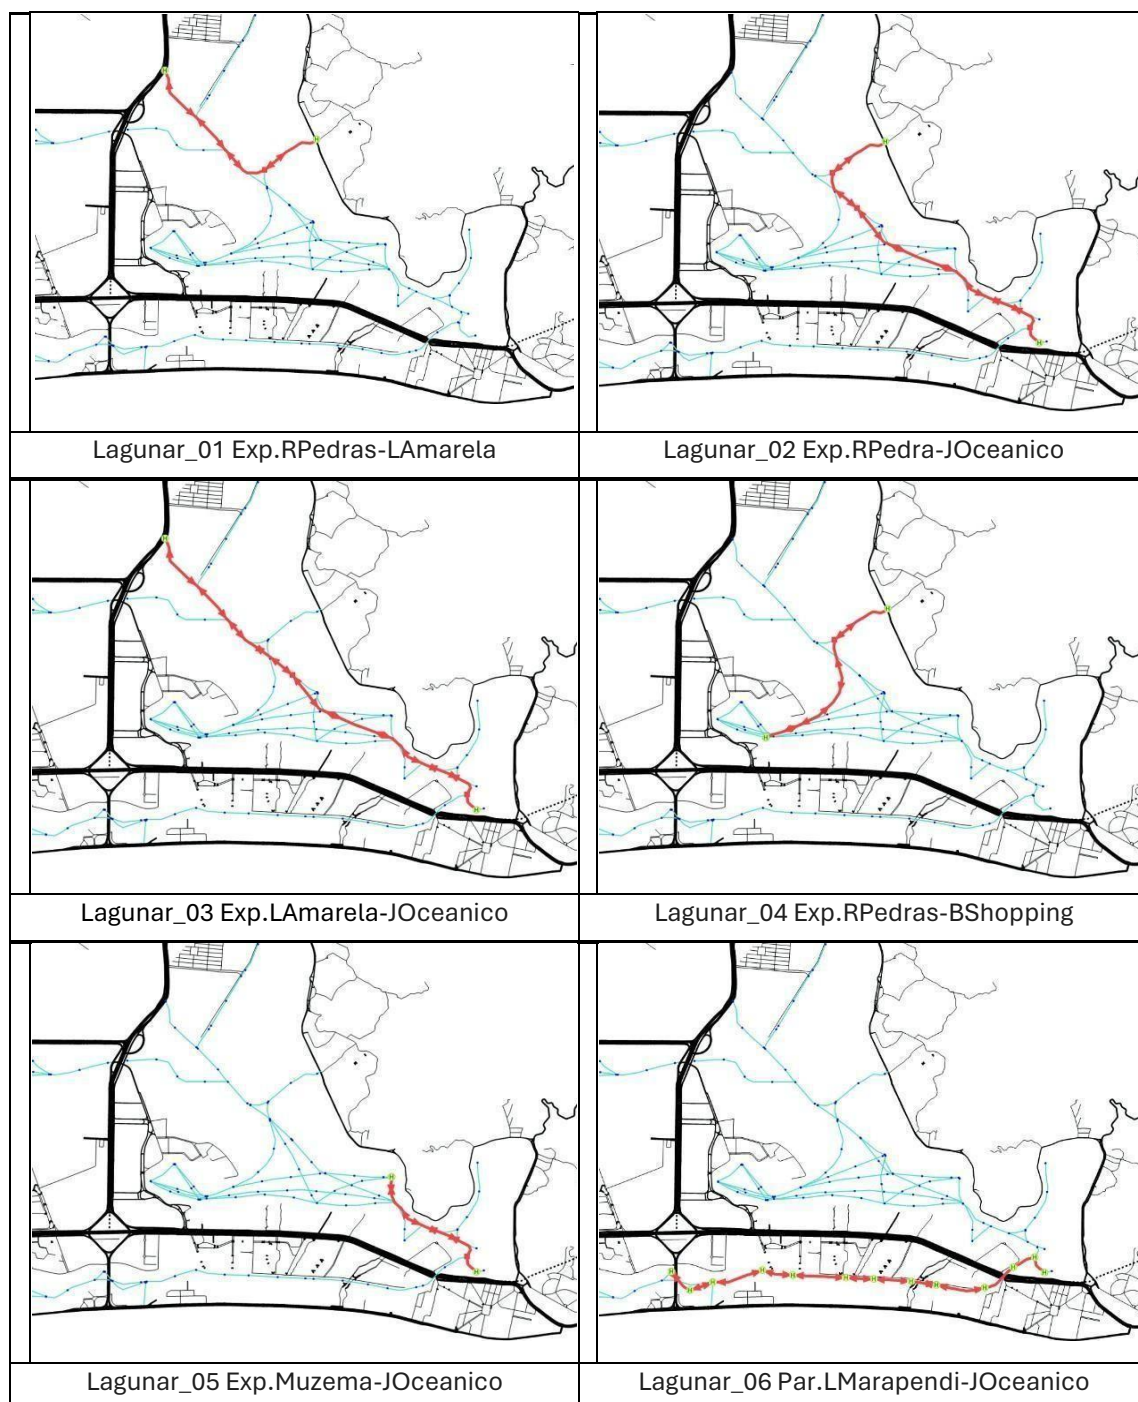 Lagunar_01 Exp.RPedras-LAmarela
Lagunar_02 Exp.RPedra-JOceanico
Lagunar_03 Exp.LAmarela-JOceanico
Lagunar_04 Exp.RPedras-BShopping
Lagunar_05 Exp.Muzema-JOceanico
Lagunar_06 Par.LMarapendi-JOceanico